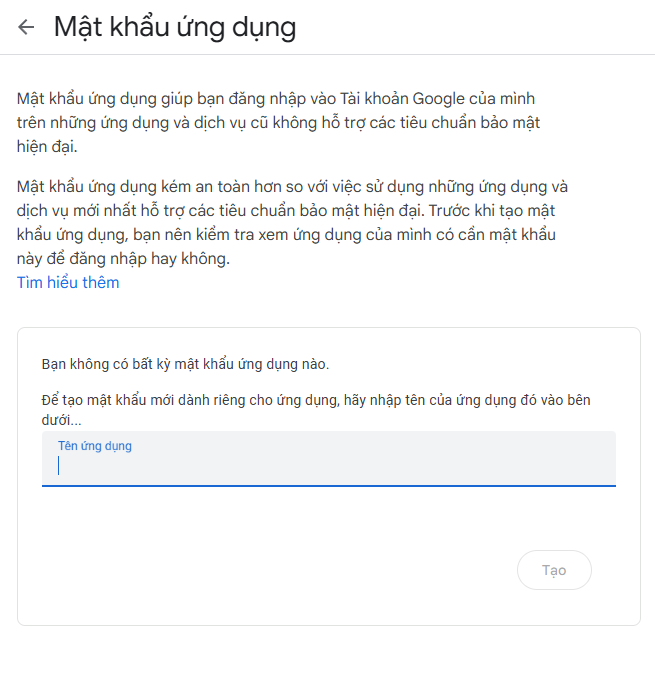 Mật khẩu ứng dụng
Mật khẩu ứng dụng giúp bạn đăng nhập vào Tài khoản Google của mình
trên những ứng dụng và dịch vụ cũ không hỗ trợ các tiêu chuẩn bảo mật
hiện đại.
Mật khẩu ứng dụng kém an toàn hơn so với việc sử dụng những ứng dụng và
dịch vụ mới nhất hỗ trợ các tiêu chuẩn bảo mật hiện đại. Trước khi tạo mật
khẩu ứng dụng, bạn nên kiểm tra xem ứng dụng của mình có cần mật khẩu
này để đăng nhập hay không.
Tìm hiểu thêm
Bạn không có bất kỳ mật khẩu ứng dụng nào.
Để tạo mật khẩu mới dành riêng cho ứng dụng, hãy nhập tên của ứng dụng đó vào bên
dưới...
Tên ứng dụng
Tạo